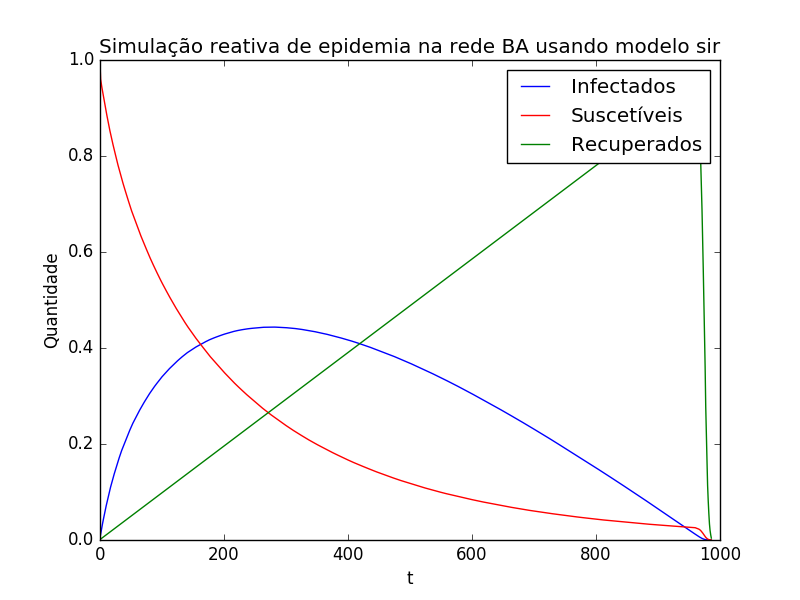 Simulação reativa de epidemia na rede BA usando modelo sir
Infectados
Suscetíveis
Recuperados
1.0
0.8
0.6
0.4
0.2
0.0
Quantidade
0 200 400 600 800 1000
t